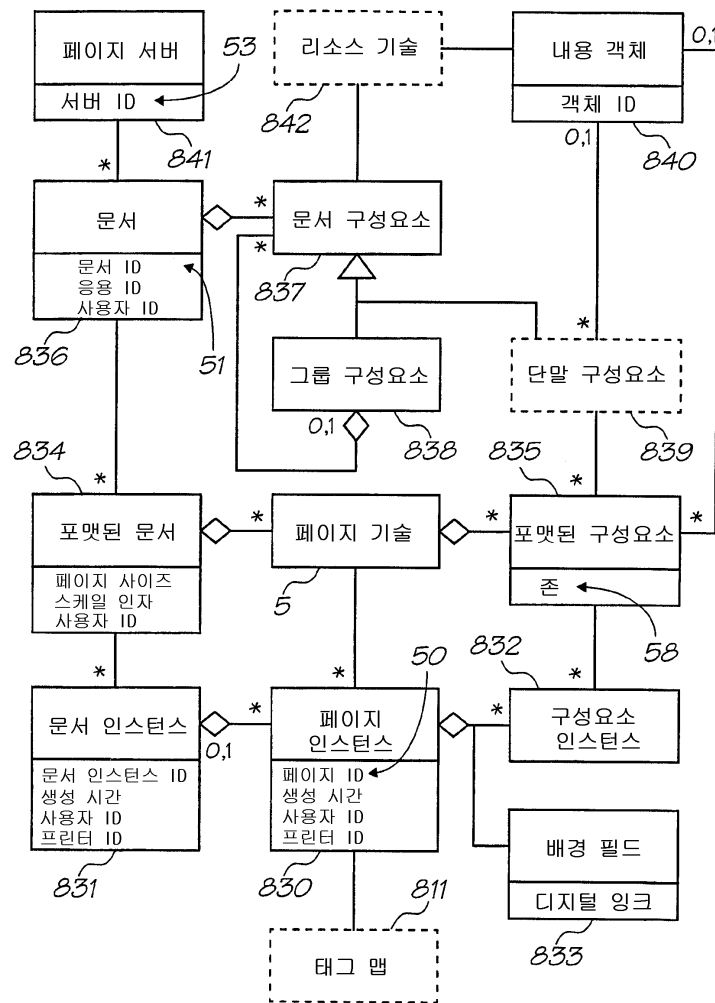 페이지 서버
서버 ID
53
841
리소스 기술
842
내용 객체
객체 ID
0,1
840
0,1
*
문서
문서 ID
응용 ID
사용자 ID
836
51
*
문서 구성요소
*
837
그룹 구성요소
0,1
838
*
단말 구성요소
839
834
*
포맷된 문서
페이지 사이즈
스케일 인자
사용자 ID
*
페이지 기술
5
835
*
*
포맷된 구성요소
*
존
58
*
문서 인스턴스
0,1
문서 인스턴스 ID
생성 시간
사용자 ID
프린터 ID
831
*
*
페이지
인스턴스
50
페이지 ID
생성 시간
사용자 ID
프린터 ID
830
832
*
*
구성요소
인스턴스
배경 필드
디지털 잉크
833
811
태그 맵